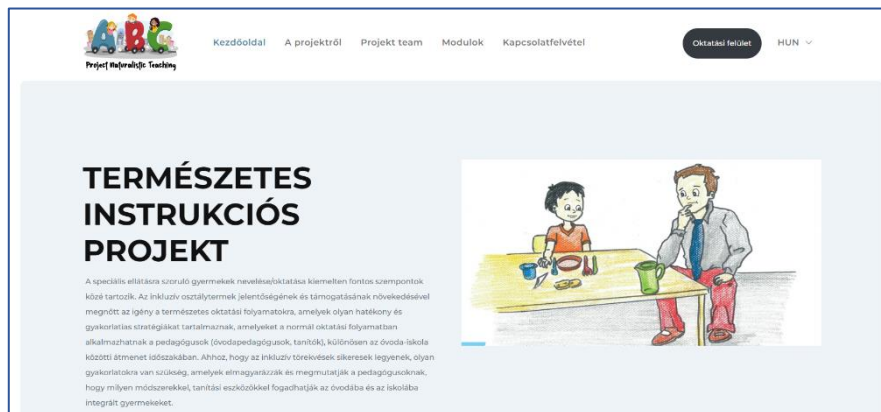 ABC
Project Naturalistic Teaching
Kezdőoldal A projektről Projekt team Modulok Kapcsolatfelvétel Oktatási felület HUN
TERMÉSZETES
INSTRUKCIÓS
PROJEKT
A speciális ellátásra szoruló gyermekek nevelése/oktatása kiemelten fontos szempontok
közé tartozik. Az inkluzív osztálytermek jelentőségének és támogatásának növekedésével
megnőtt az igény a természetes oktatási folyamatokra, amelyek olyan hatékony és
gyakorlatias stratégiákat tartalmaznak, amelyeket a normál oktatási folyamatban
alkalmazhatnak a pedagógusok (óvodapedagógusok, tanítók), különösen az óvoda-iskola
közötti átmenet időszakában. Ahhoz, hogy az inkluzív törekvések sikeresek legyenek, olyan
gyakorlatokra van szükség, amelyek elmagyarázzák és megmutatják a pedagógusoknak,
hogy milyen módszerekkel, tanítási eszközökkel fogadhatják az óvodába és az iskolába
integrált gyermekeket.